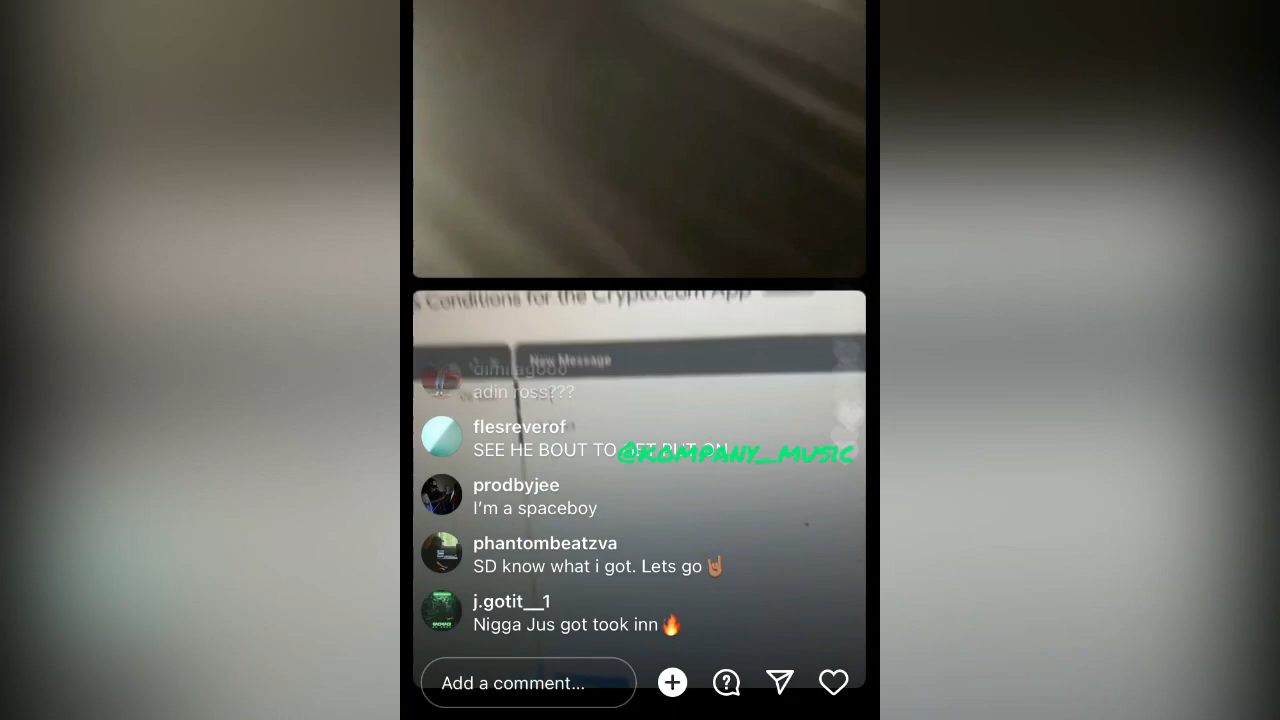 s Conditions for the Crypto.com App
New Message
dimilagodo
adin ross???
flesreverof
SEE HE BOUT TO GET PUT ON
@KOMPANY_MUSIC
prodbyjee
I'm a spaceboy
phantombeatzva
SD know what i got. Lets go🤘🏽
j.gotit__1
Nigga Jus got took inn🔥
Add a comment...